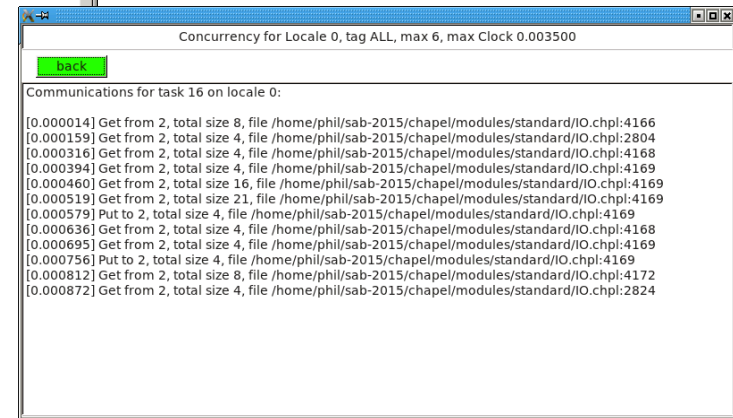 Concurrency for Locale 0, tag ALL, max 6, max Clock 0.003500
back
Communications for task 16 on locale 0:
[0.000014] Get from 2, total size 8, file /home/phil/sab-2015/chapel/modules/standard/IO.chpl:4166
[0.000159] Get from 2, total size 4, file /home/phil/sab-2015/chapel/modules/standard/IO.chpl:2804
[0.000316] Get from 2, total size 4, file /home/phil/sab-2015/chapel/modules/standard/IO.chpl:4168
[0.000394] Get from 2, total size 4, file /home/phil/sab-2015/chapel/modules/standard/IO.chpl:4169
[0.000460] Get from 2, total size 16, file /home/phil/sab-2015/chapel/modules/standard/IO.chpl:4169
[0.000519] Get from 2, total size 21, file /home/phil/sab-2015/chapel/modules/standard/IO.chpl:4169
[0.000579] Put to 2, total size 4, file /home/phil/sab-2015/chapel/modules/standard/IO.chpl:4169
[0.000636] Get from 2, total size 4, file /home/phil/sab-2015/chapel/modules/standard/IO.chpl:4168
[0.000695] Get from 2, total size 4, file /home/phil/sab-2015/chapel/modules/standard/IO.chpl:4169
[0.000756] Put to 2, total size 4, file /home/phil/sab-2015/chapel/modules/standard/IO.chpl:4169
[0.000812] Get from 2, total size 8, file /home/phil/sab-2015/chapel/modules/standard/IO.chpl:4172
[0.000872] Get from 2, total size 4, file /home/phil/sab-2015/chapel/modules/standard/IO.chpl:2824